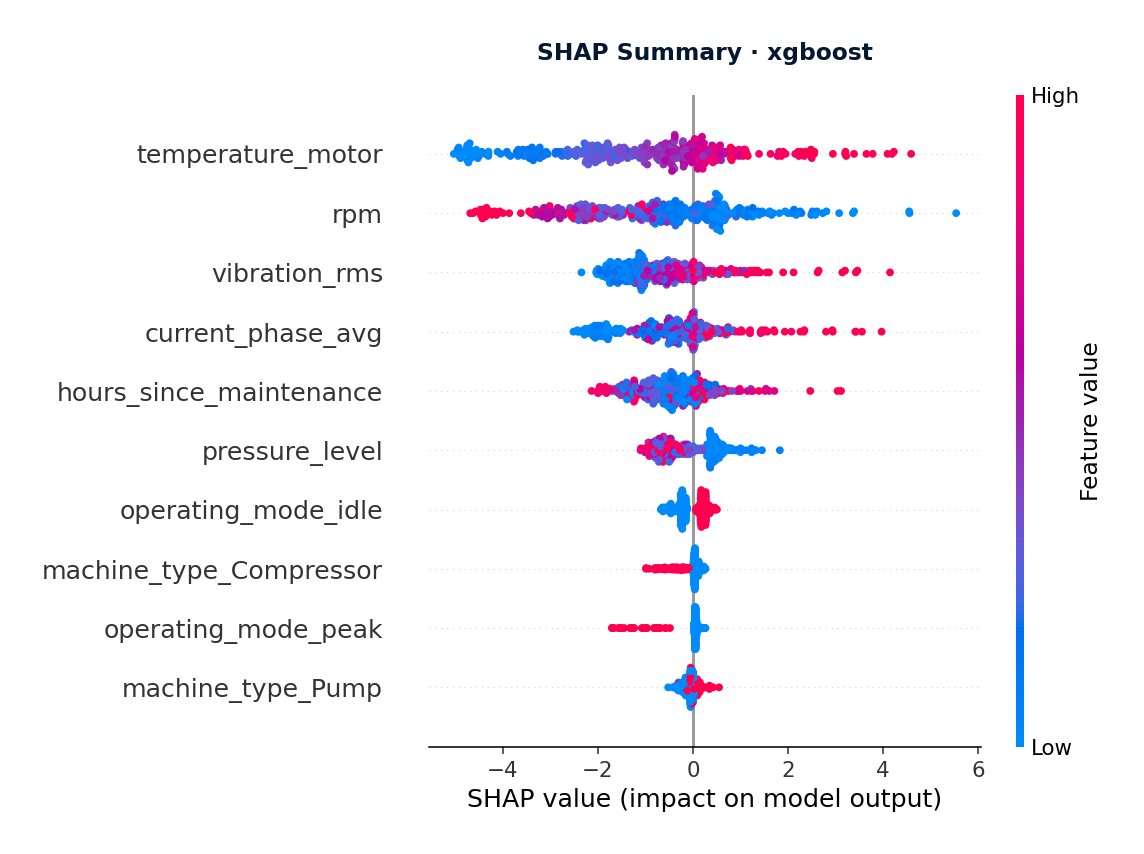 SHAP Summary · xgboost
High
temperature_motor
rpm
vibration_rms
current_phase_avg
hours_since_maintenance
pressure_level
operating_mode_idle
machine_type_Compressor
operating_mode_peak
machine_type_Pump
Feature value
Low
−4 −2 0 2 4 6
SHAP value (impact on model output)